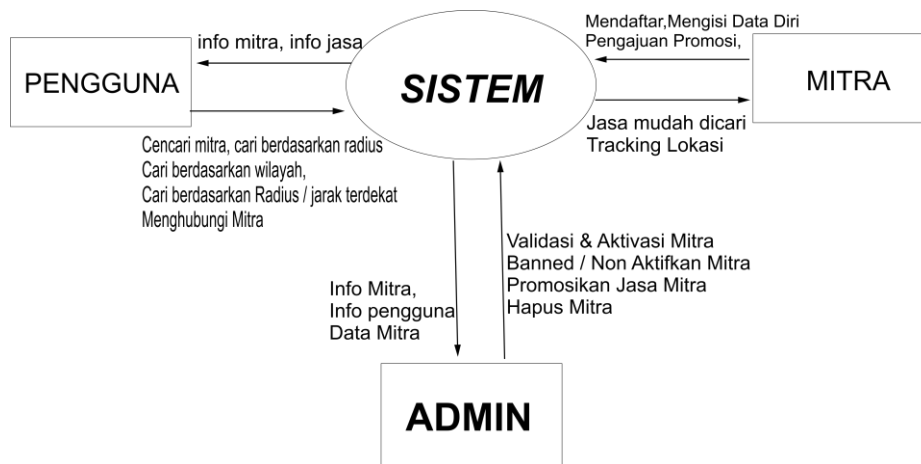 Mendaftar,Mengisi Data Diri
Pengajuan Promosi,
info mitra, info jasa
PENGGUNA
SISTEM
MITRA
Cencari mitra, cari berdasarkan radius
Cari berdasarkan wilayah,
Cari berdasarkan Radius / jarak terdekat
Menghubungi Mitra
Jasa mudah dicari
Tracking Lokasi
Validasi & Aktivasi Mitra
Banned / Non Aktifkan Mitra
Promosikan Jasa Mitra
Hapus Mitra
Info Mitra,
Info pengguna
Data Mitra
ADMIN